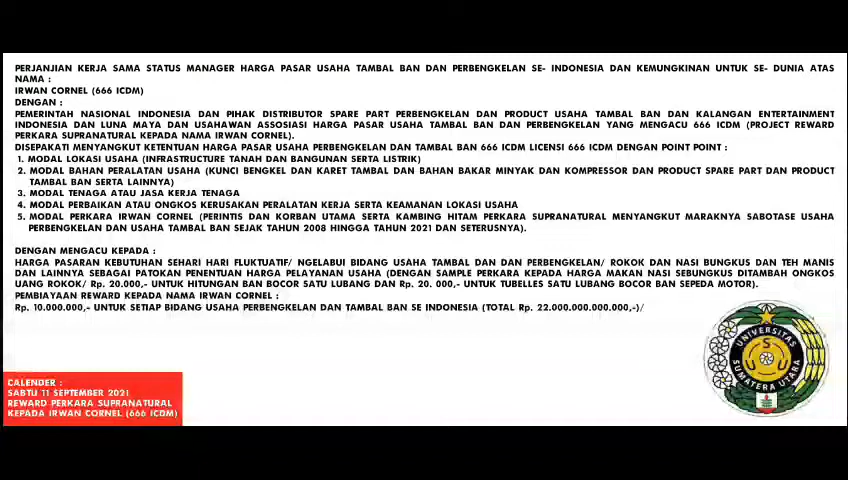 PERJANJIAN KERJA SAMA STATUS MANAGER HARGA PASAR USAHA TAMBAL BAN DAN PERBENGKELAN SE- INDONESIA DAN KEMUNGKINAN UNTUK SE- DUNIA ATAS
NAMA :
IRWAN CORNEL (666 ICDM)
DENGAN :
PEMERINTAH NASIONAL INDONESIA DAN PIHAK DISTRIBUTOR SPARE PART PERBENGKELAN DAN PRODUCT USAHA TAMBAL BAN DAN KALANGAN ENTERTAINMENT
INDONESIA DAN LUNA MAYA DAN USAHAWAN ASSOSIASI HARGA PASAR USAHA TAMBAL BAN DAN PERBENGKELAN YANG MENGACU 666 ICDM (PROJECT REWARD
PERKARA SUPRANATURAL KEPADA NAMA IRWAN CORNEL).
DISEPAKATI MENYANGKUT KETENTUAN HARGA PASAR USAHA PERBENGKELAN DAN TAMBAL BAN 666 ICDM LICENSI 666 ICDM DENGAN POINT POINT :
1. MODAL LOKASI USAHA (INFRASTRUCTURE TANAH DAN BANGUNAN SERTA LISTRIK)
2. MODAL BAHAN PERALATAN USAHA (KUNCI BENGKEL DAN KARET TAMBAL DAN BAHAN BAKAR MINYAK DAN KOMPRESSOR DAN PRODUCT SPARE PART DAN PRODUCT
TAMBAL BAN SERTA LAINNYA)
3. MODAL TENAGA ATAU JASA KERJA TENAGA
4. MODAL PERBAIKAN ATAU ONGKOS KERUSAKAN PERALATAN KERJA SERTA KEAMANAN LOKASI USAHA
5. MODAL PERKARA IRWAN CORNEL (PERINTIS DAN KORBAN UTAMA SERTA KAMBING HITAM PERKARA SUPRANATURAL MENYANGKUT MARAKNYA SABOTASE USAHA
PERBENGKELAN DAN USAHA TAMBAL BAN SEJAK TAHUN 2008 HINGGA TAHUN 2021 DAN SETERUSNYA).
DENGAN MENGACU KEPADA :
HARGA PASARAN KEBUTUHAN SEHARI HARI FLUKTUATIF/ NGELABUI BIDANG USAHA TAMBAL DAN DAN PERBENGKELAN/ ROKOK DAN NASI BUNGKUS DAN TEH MANIS
DAN LAINNYA SEBAGAI PATOKAN PENENTUAN HARGA PELAYANAN USAHA (DENGAN SAMPLE PERKARA KEPADA HARGA MAKAN NASI SEBUNGKUS DITAMBAH ONGKOS
UANG ROKOK/ Rp. 20.000,- UNTUK HITUNGAN BAN BOCOR SATU LUBANG DAN Rp. 20. 000,- UNTUK TUBELLES SATU LUBANG BOCOR BAN SEPEDA MOTOR).
PEMBIAYAAN REWARD KEPADA NAMA IRWAN CORNEL :
Rp. 10.000.000,- UNTUK SETIAP BIDANG USAHA PERBENGKELAN DAN TAMBAL BAN SE INDONESIA (TOTAL Rp. 22.000.000.000.000,-)/
UNIVERSITAS
USU
SUMATERA UTARA
CALENDER :
SABTU 11 SEPTEMBER 2021
REWARD PERKARA SUPRANATURAL
KEPADA IRWAN CORNEL (666 ICDM)